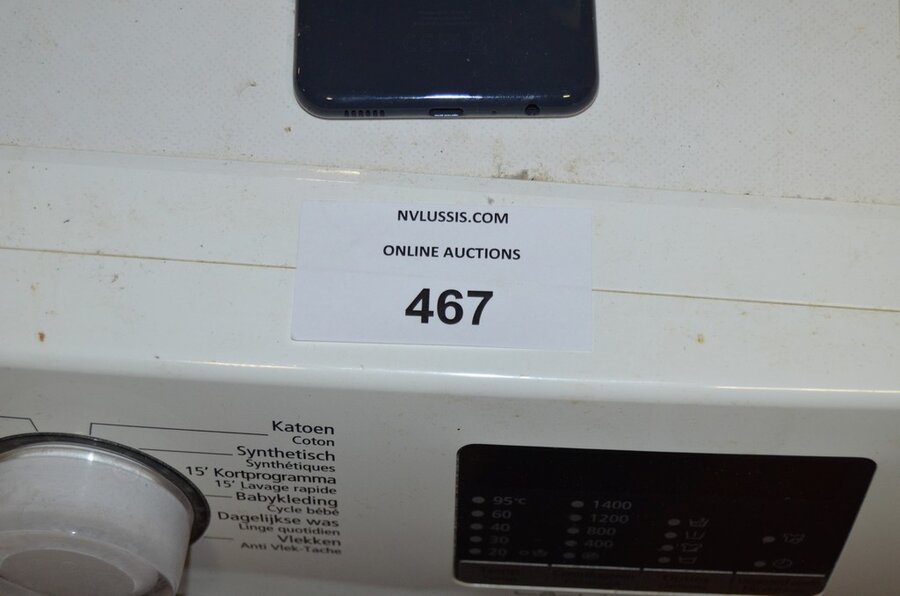 NVLUSSIS.COM
ONLINE AUCTIONS
467
Katoen
Coton
Synthetisch
Synthétiques
15' Kortprogramma
15' Lavage rapide
Babykleding
Cycle bébé
Dagelijkse was
Linge quotidien
Vlekken
Anti Vlek-Tache
95°c
60
40
30
20
1400
1200
800
400